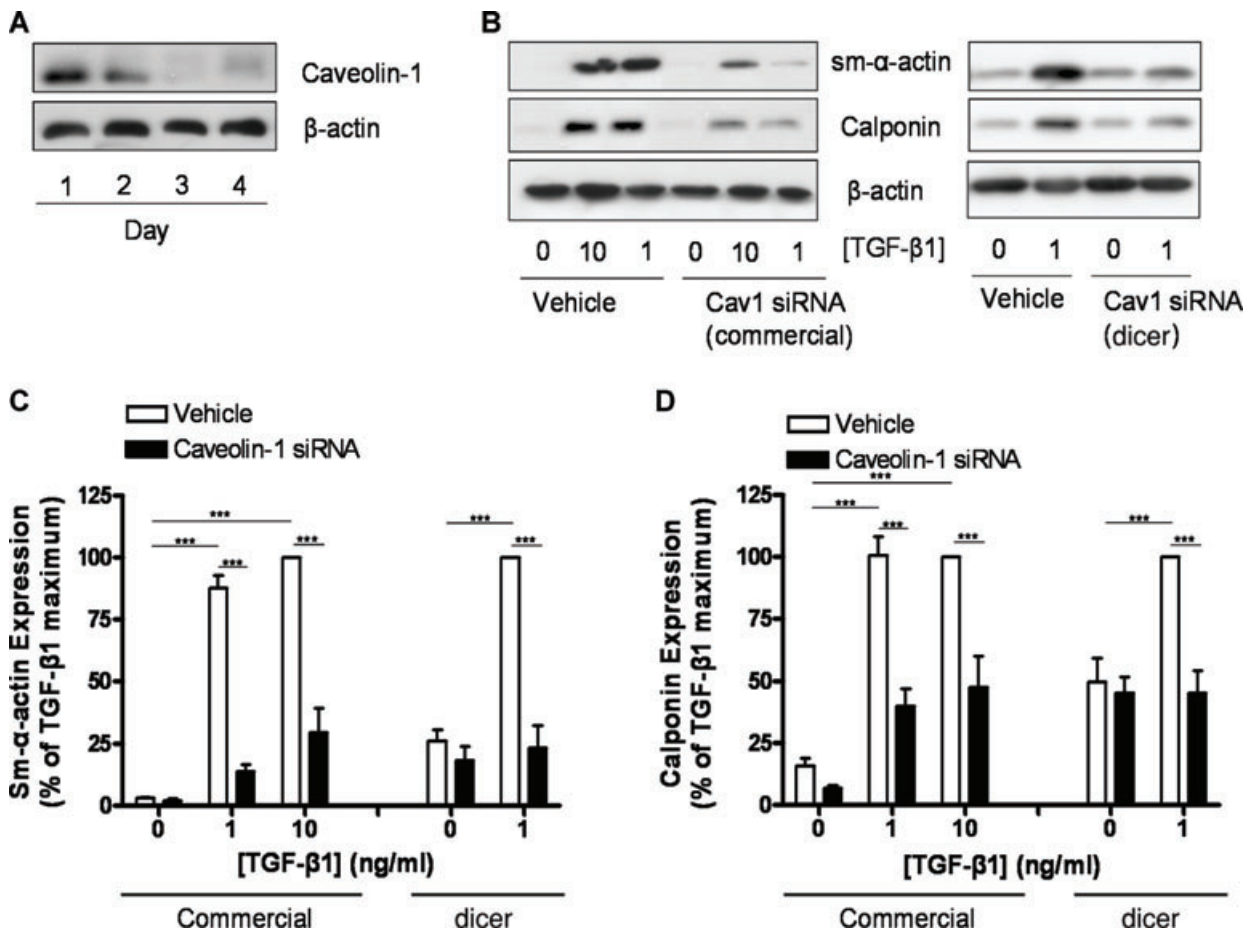 A
Caveolin-1
β-actin
1 2 3 4
Day
B
sm-α-actin
Calponin
β-actin
0 10 1 0 10 1 [TGF-β1] 0 1 0 1
Vehicle Cav1 siRNA (commercial) Vehicle Cav1 siRNA (dicer)
C
Vehicle
Caveolin-1 siRNA
Sm-α-actin Expression
(% of TGF-β1 maximum)
125
100
75
50
25
0
*** *** *** *** *** ***
0 1 10 0 1
[TGF-β1] (ng/ml)
Commercial dicer
D
Vehicle
Caveolin-1 siRNA
Calponin Expression
(% of TGF-β1 maximum)
125
100
75
50
25
0
*** *** *** *** *** ***
0 1 10 0 1
[TGF-β1] (ng/ml)
Commercial dicer